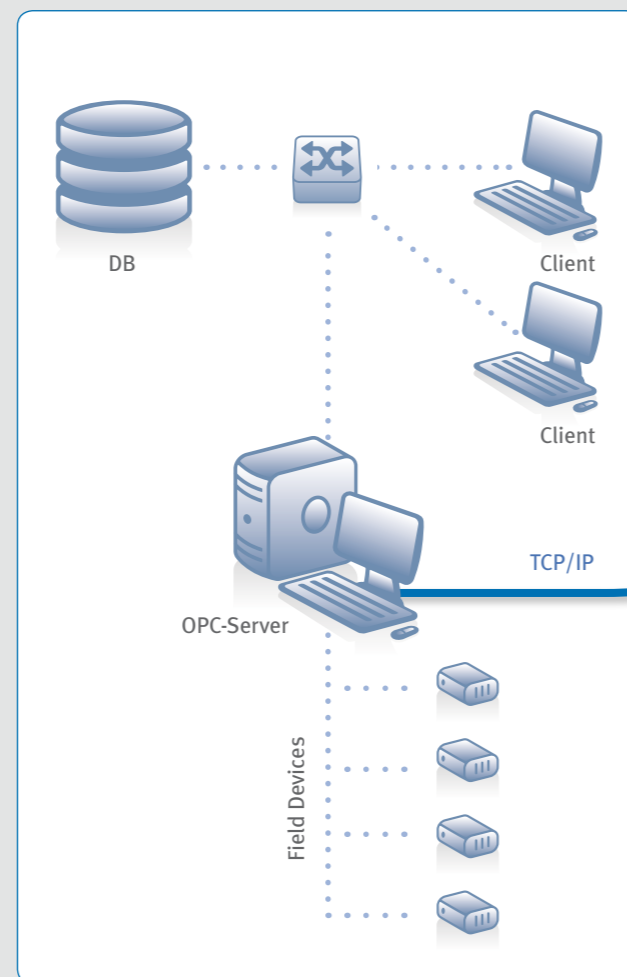 DB
Client
Client
TCP/IP
OPC-Server
Field Devices